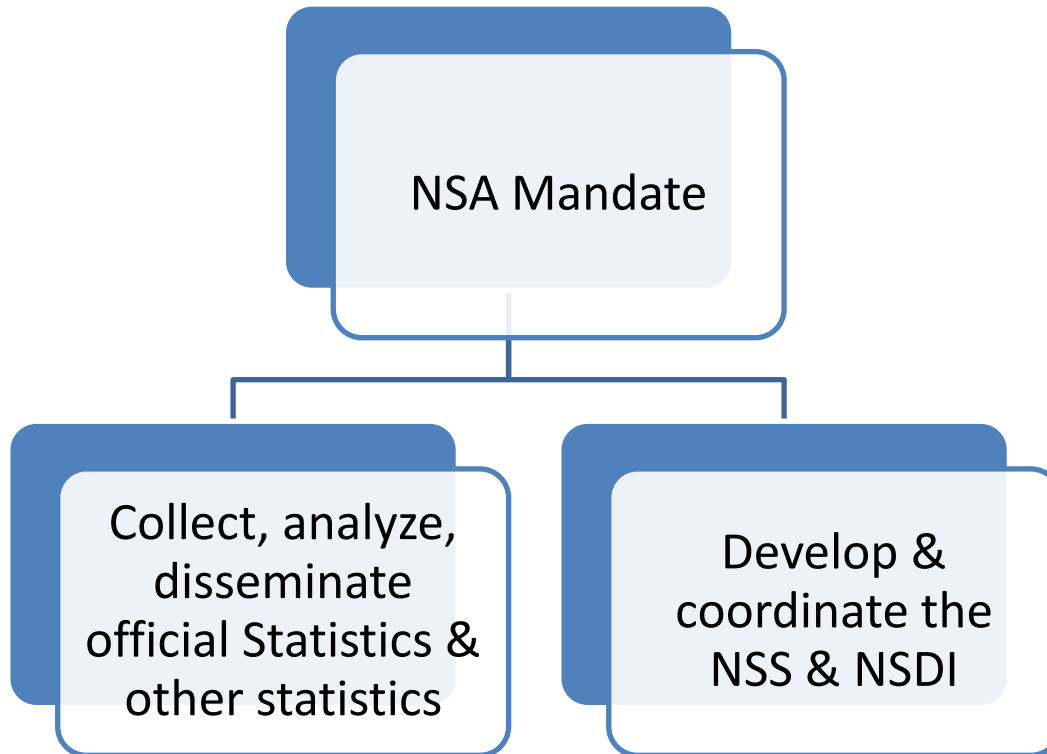 NSA Mandate
Collect, analyze,
disseminate
official Statistics &
other statistics
Develop &
coordinate the
NSS & NSDI